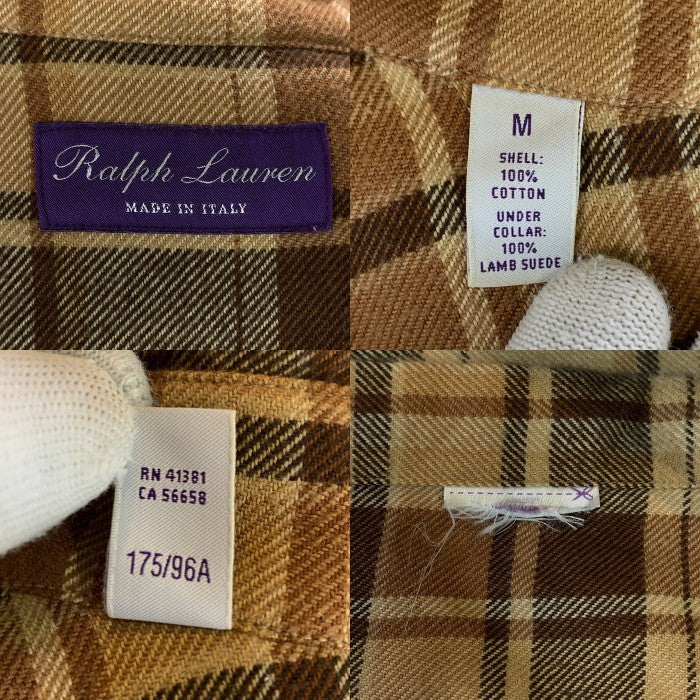 Ralph Lauren
MADE IN ITALY
M
SHELL:
100%
COTTON
UNDER
COLLAR:
100%
LAMB SUEDE
RN 41381
CA 56658
175/96A